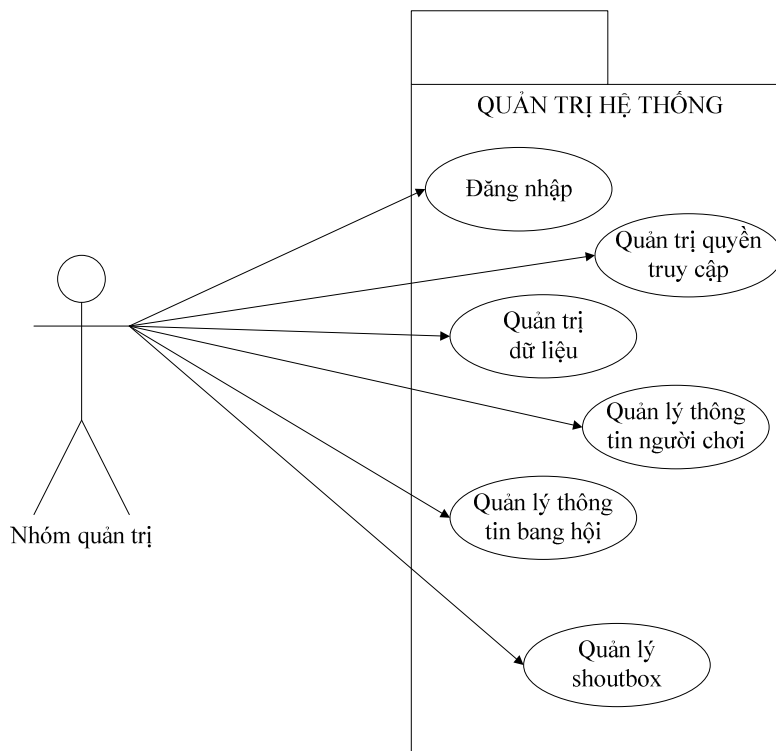 QUẢN TRỊ HỆ THỐNG
Đăng nhập
Quản trị quyền
truy cập
Quản trị
dữ liệu
Quản lý thông
tin người chơi
Quản lý thông
tin bang hội
Nhóm quản trị
Quản lý
shoutbox